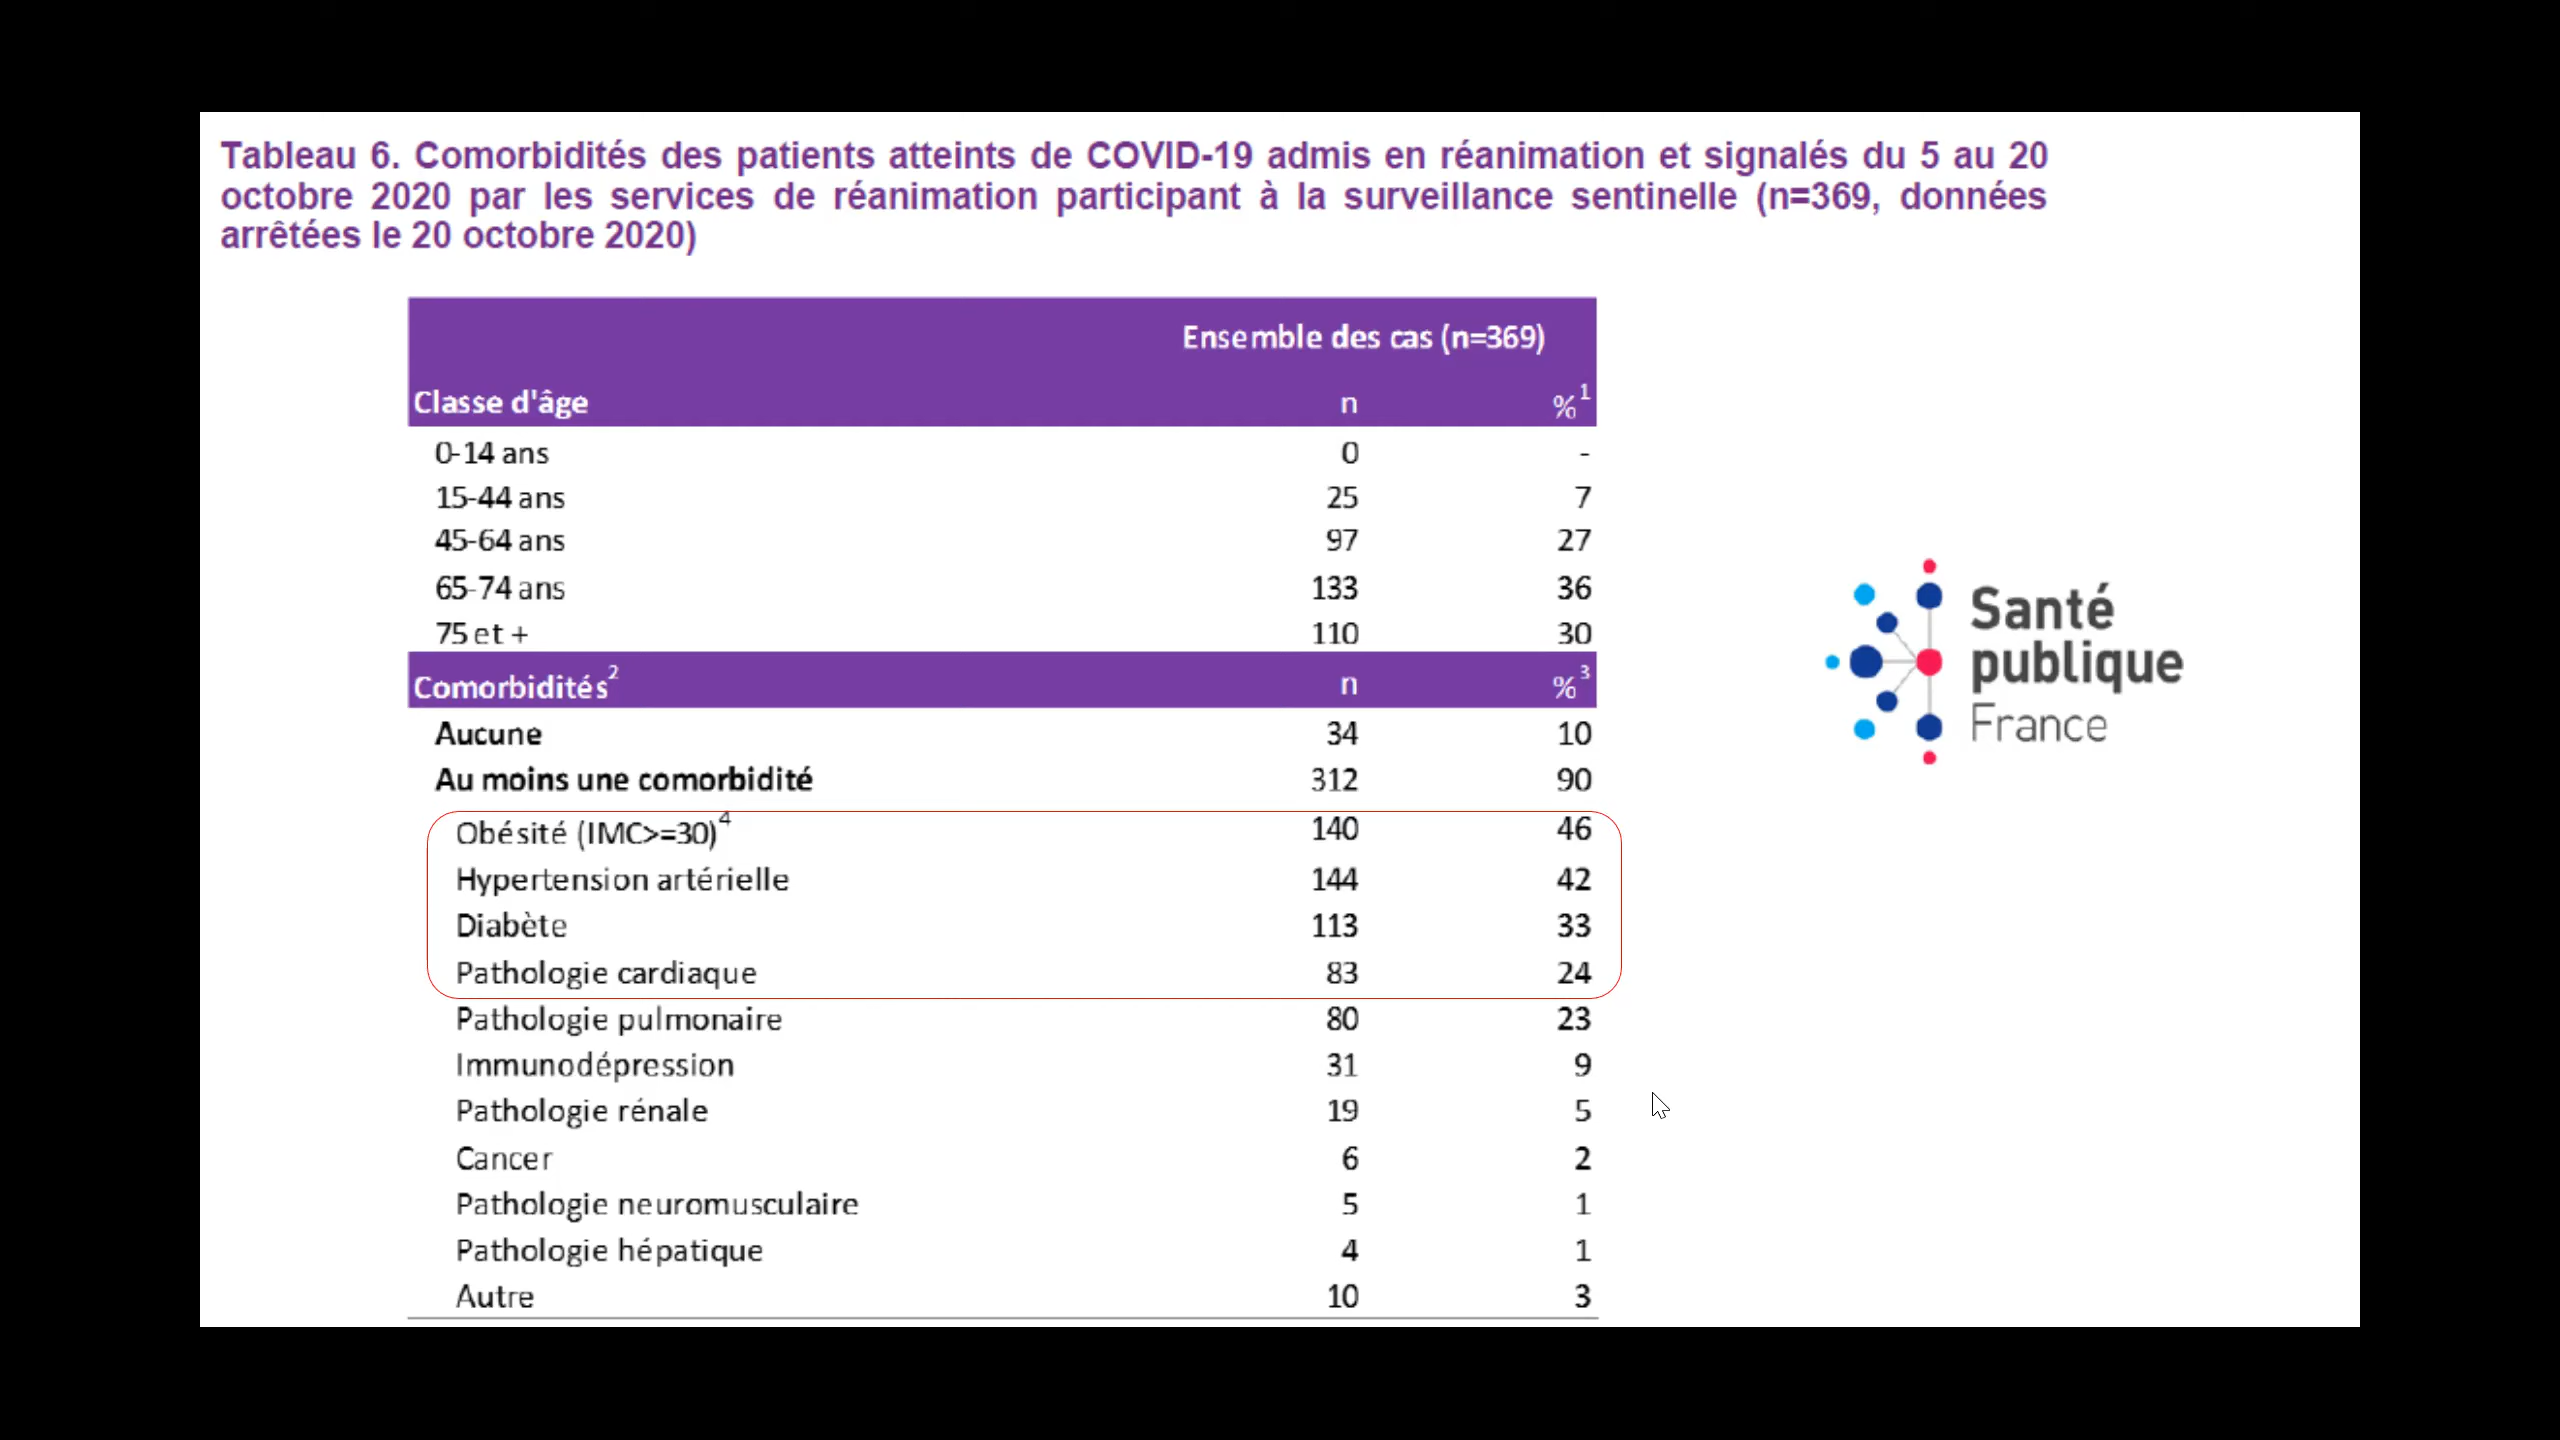 Tableau 6. Comorbidités des patients atteints de COVID-19 admis en réanimation et signalés du 5 au 20
octobre 2020 par les services de réanimation participant à la surveillance sentinelle (n=369, données
arrêtées le 20 octobre 2020)
Ensemble des cas (n=369)
Classe d'âge n %1
0-14 ans 0 -
15-44 ans 25 7
45-64 ans 97 27
65-74 ans 133 36
75 et + 110 30
Comorbidités2 n %3
Aucune 34 10
Au moins une comorbidité 312 90
Obésité (IMC>=30)4 140 46
Hypertension artérielle 144 42
Diabète 113 33
Pathologie cardiaque 83 24
Pathologie pulmonaire 80 23
Immunodépression 31 9
Pathologie rénale 19 5
Cancer 6 2
Pathologie neuromusculaire 5 1
Pathologie hépatique 4 1
Autre 10 3
Santé
publique
France